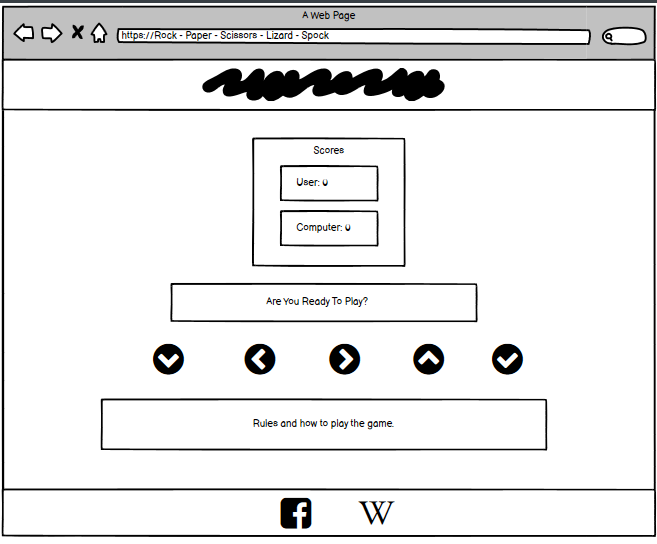 A Web Page
https://Rock - Paper - Scissors - Lizard - Spock
Scores
User: 0
Computer: 0
Are You Ready To Play?
Rules and how to play the game.
f
W